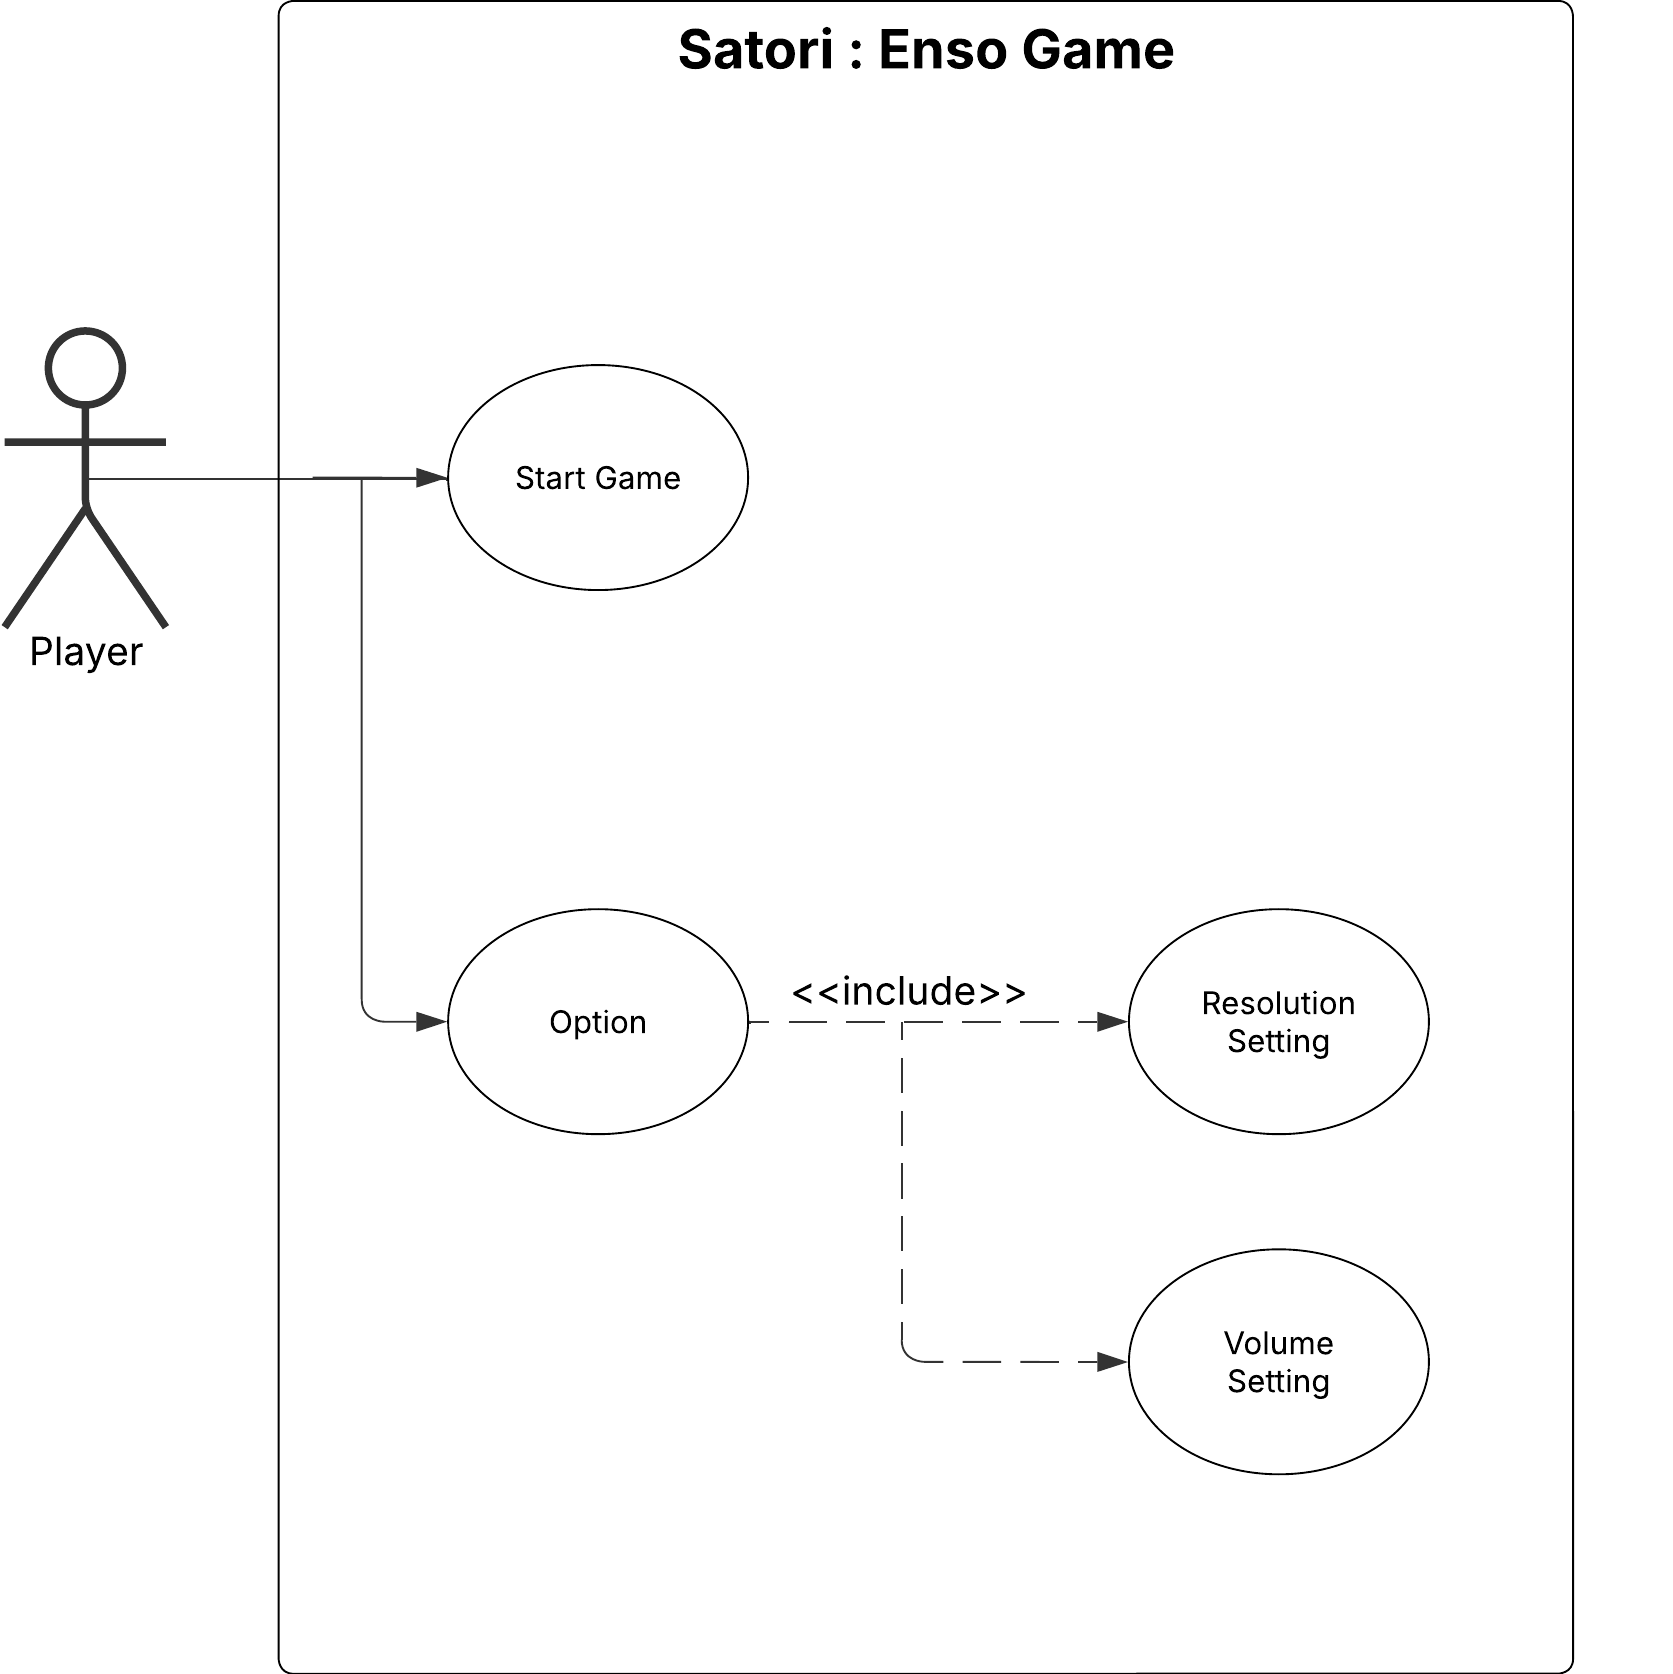 Satori : Enso Game
Start Game
Player
Option
<<include>>
Resolution
Setting
Volume
Setting